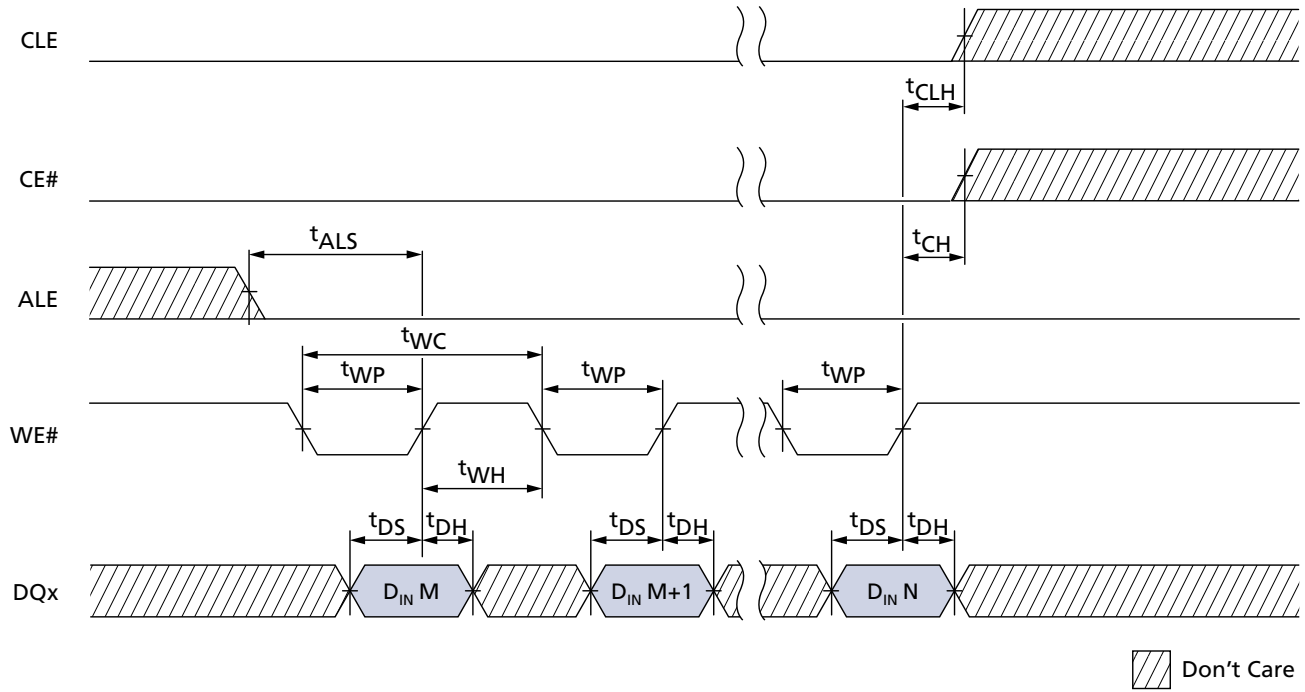 CLE
tCLH
CE#
tCH
tALS
ALE
tWC
tWP
tWP
tWP
WE#
tWH
tDS
tDH
tDS
tDH
tDS
tDH
DQx
DIN M
DIN M+1
DIN N
Don't Care